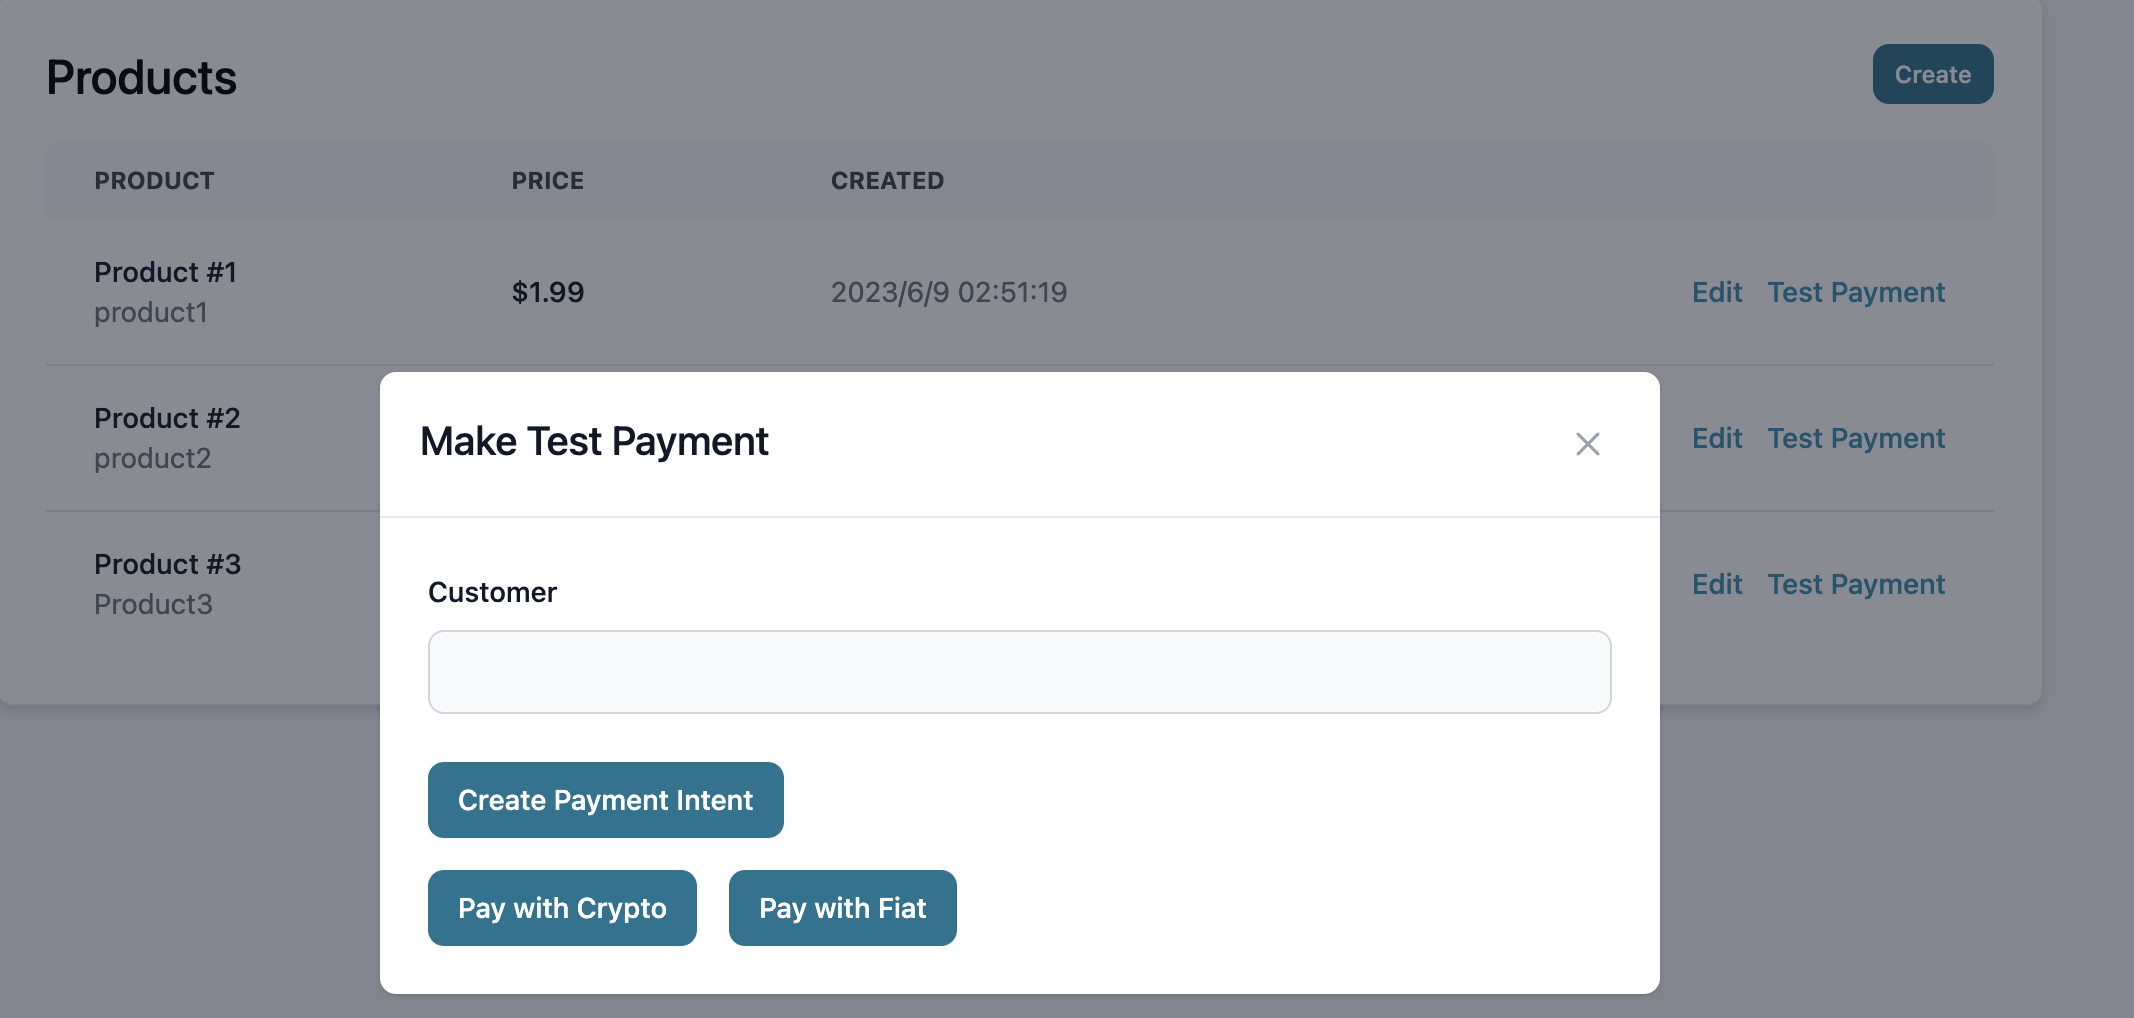 Products
Create
PRODUCT PRICE CREATED
Product #1
product1
$1.99
2023/6/9 02:51:19
Edit Test Payment
Product #2
product2
Edit Test Payment
Product #3
Product3
Edit Test Payment
Make Test Payment
Customer
Create Payment Intent
Pay with Crypto Pay with Fiat